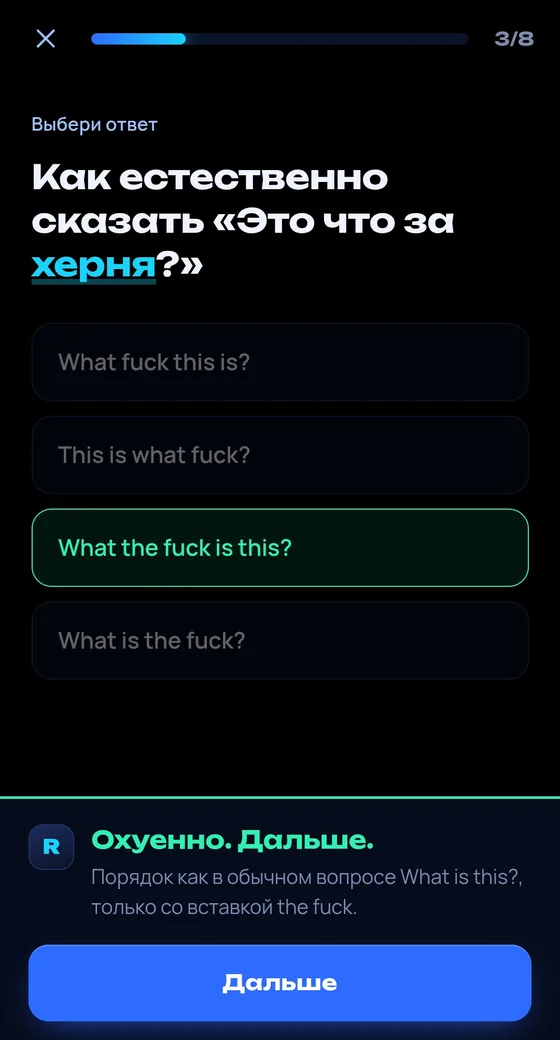 3/8
Выбери ответ
Как естественно
сказать «Это что за
херня?»
What fuck this is?
This is what fuck?
What the fuck is this?
What is the fuck?
R
Охуенно. Дальше.
Порядок как в обычном вопросе What is this?,
только со вставкой the fuck.
Дальше